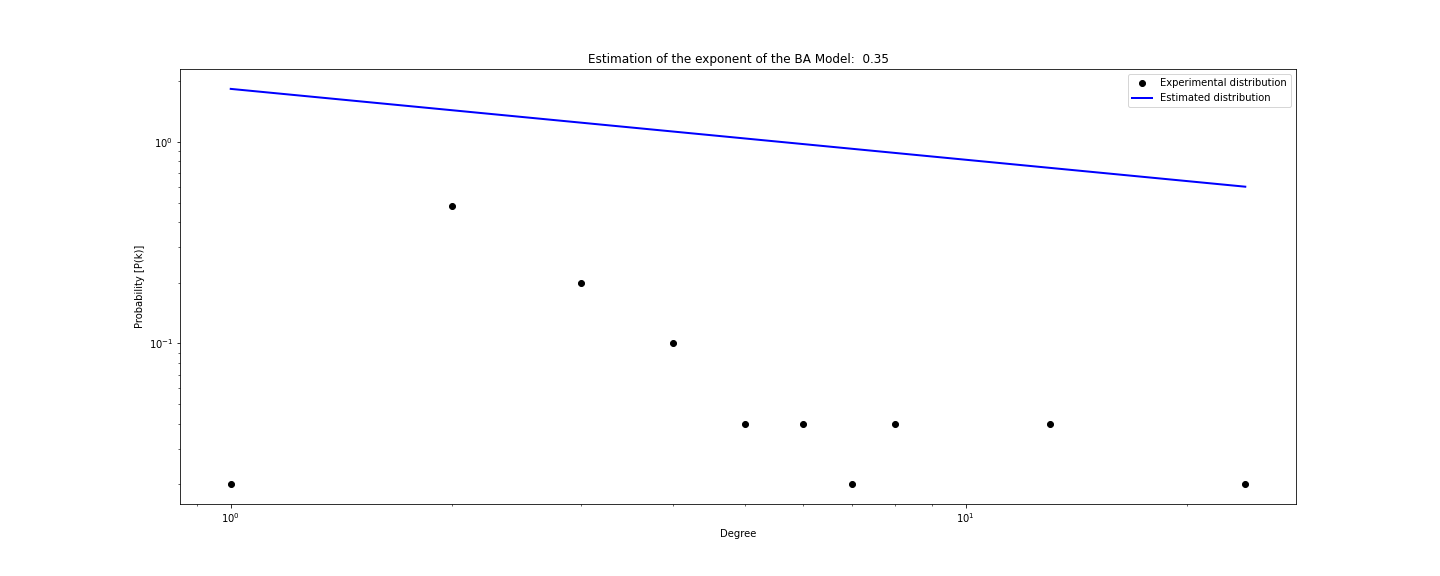 Estimation of the exponent of the BA Model:  0.35
Experimental distribution
Estimated distribution
Probability [P(k)]
10⁰
10⁻¹
10⁰
10¹
Degree